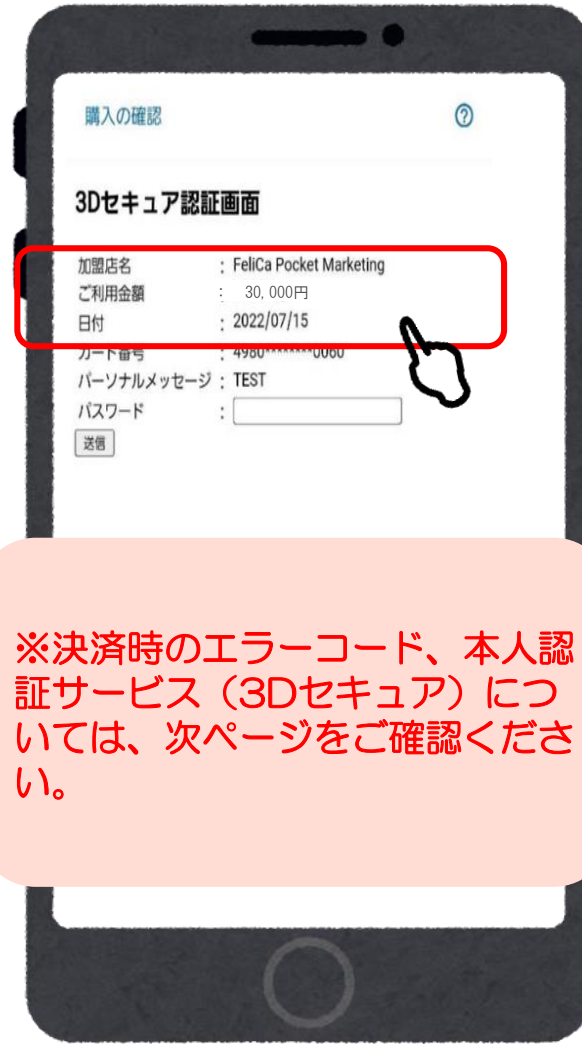 購入の確認 ?
3Dセキュア認証画面
加盟店名 : FeliCa Pocket Marketing
ご利用金額 : 30,000円
日付 : 2022/07/15
カード番号 : 4980********0060
パーソナルメッセージ : TEST
パスワード :
送信
※決済時のエラーコード、本人認
証サービス（3Dセキュア）につ
いては、次ページをご確認くださ
い。